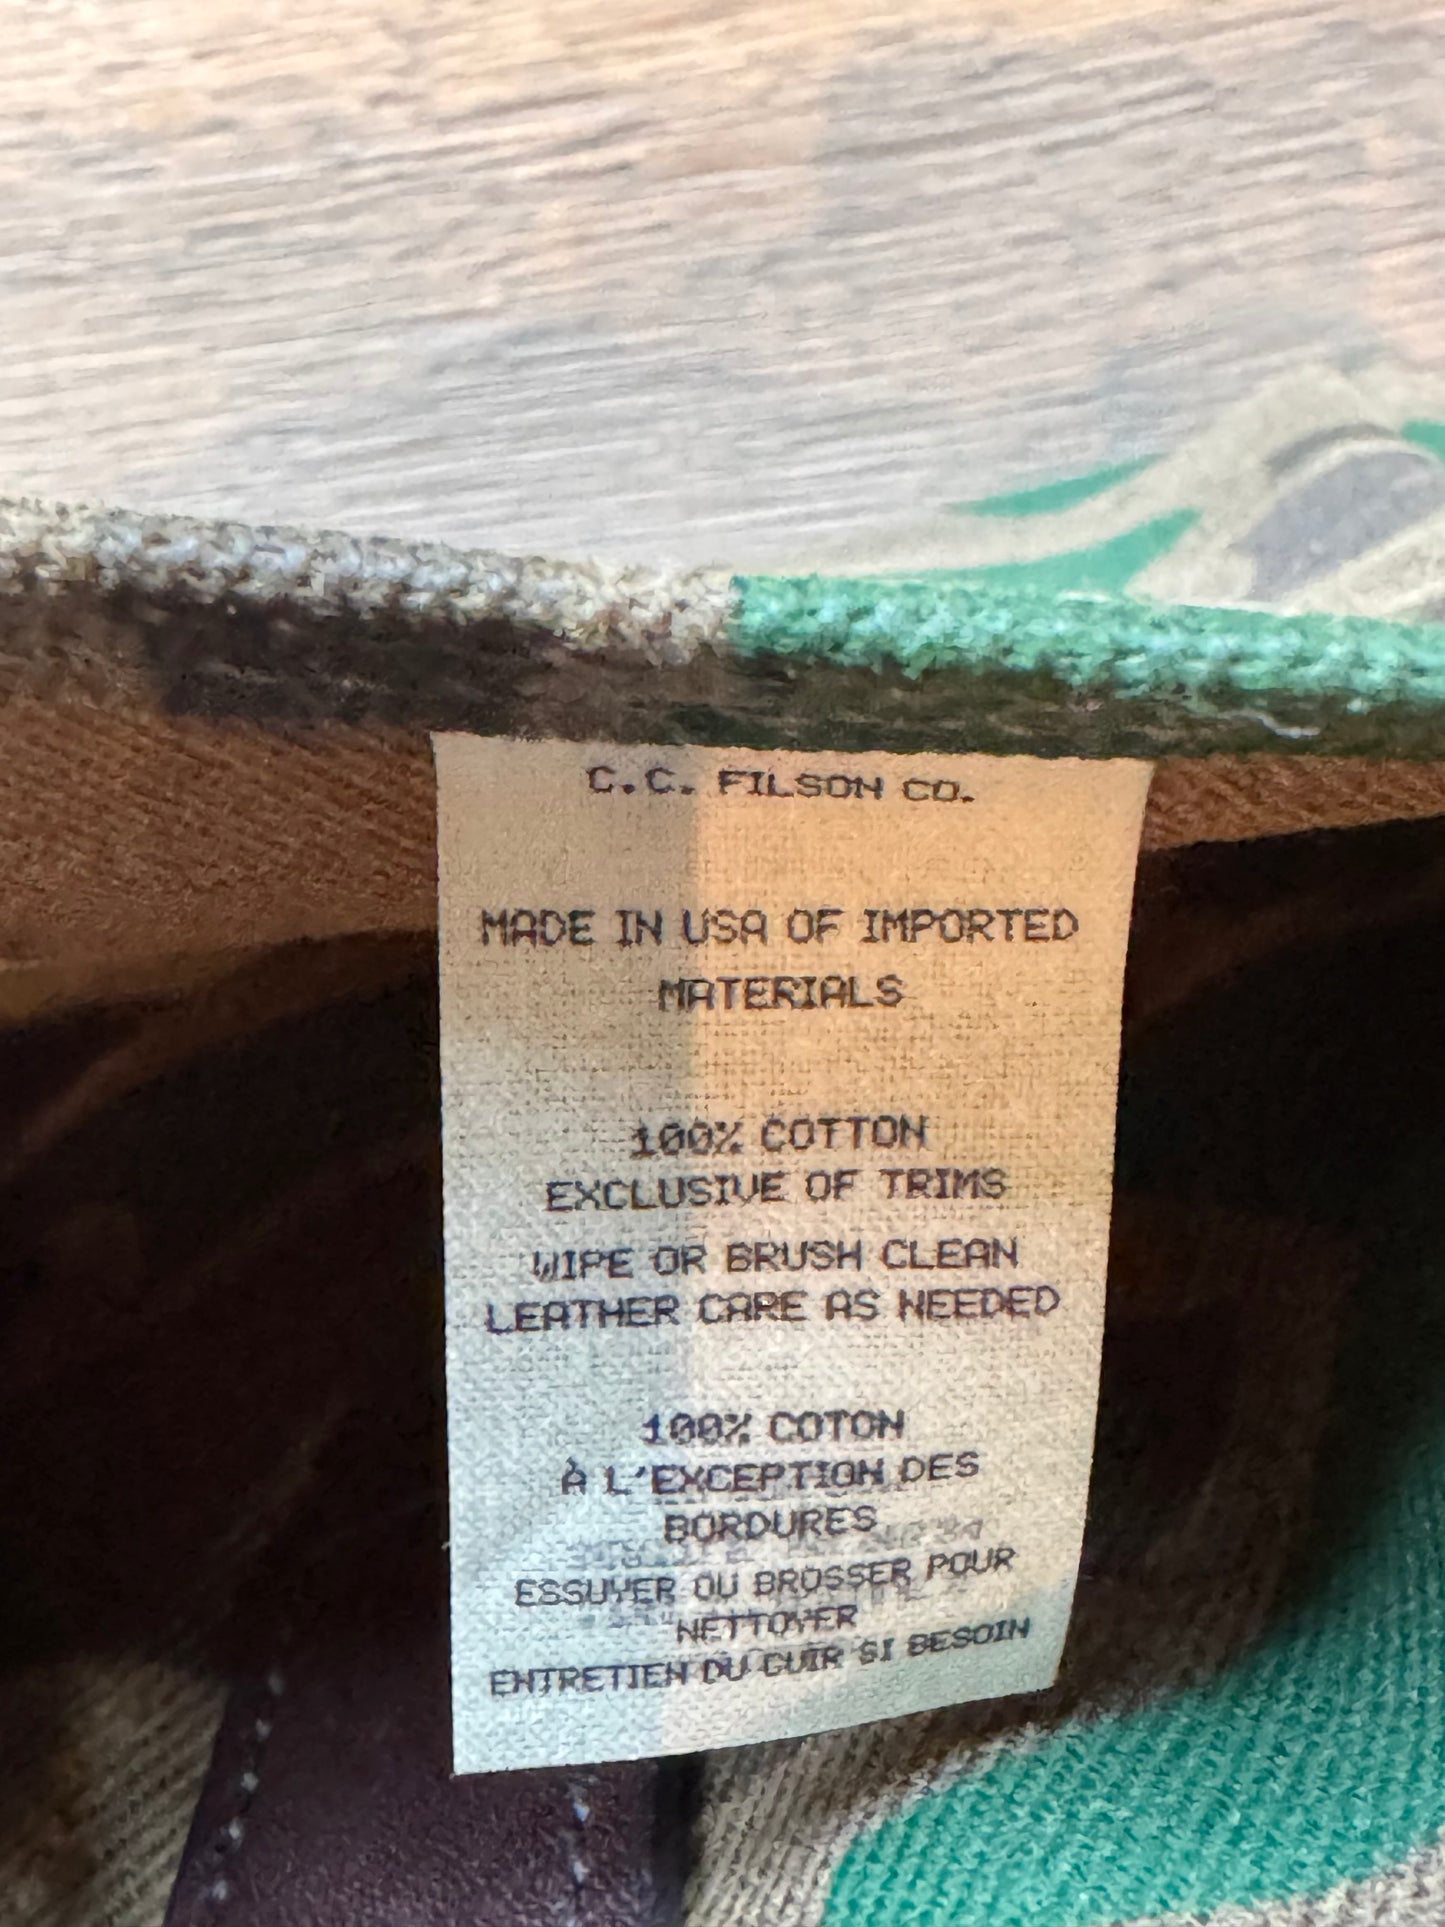 C.C. FILSON CO.
MADE IN USA OF IMPORTED
MATERIALS
100% COTTON
EXCLUSIVE OF TRIMS
WIPE OR BRUSH CLEAN
LEATHER CARE AS NEEDED
100% COTON
À L'EXCEPTION DES
BORDURES
ESSUYER OU BROSSER POUR
NETTOYER
ENTRETIEN DU CUIR SI BESOIN